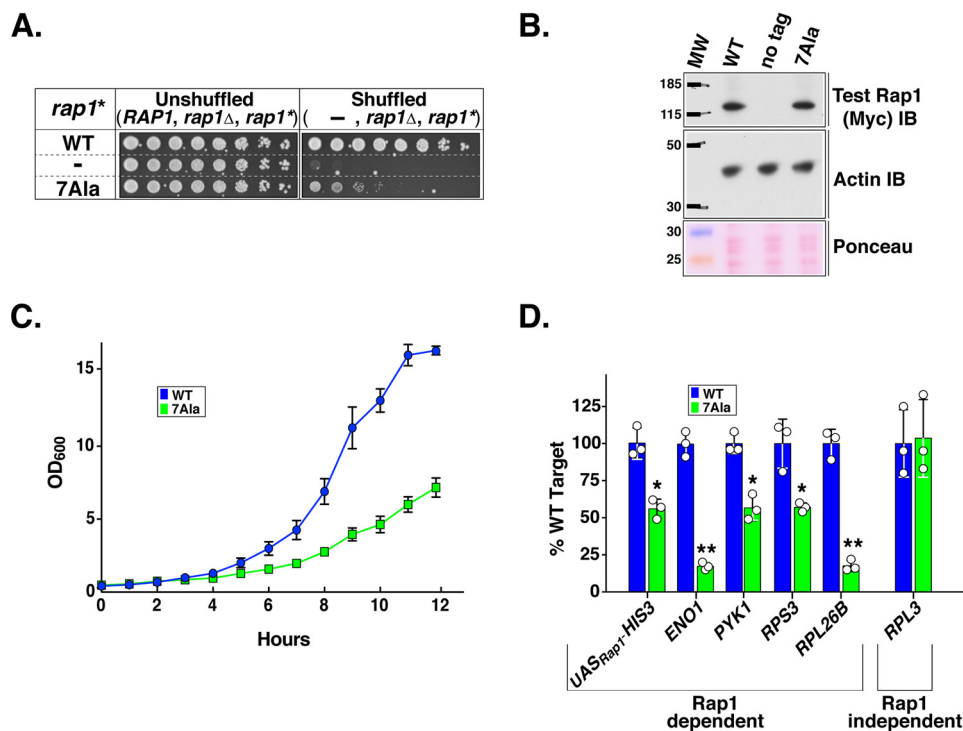 A.
rap1*
Unshuffled
(RAP1, rap1Δ, rap1*)
Shuffled
( – , rap1Δ, rap1*)
WT
-
7Ala
B.
MW
WT
no tag
7Ala
185
115
Test Rap1
(Myc) IB
50
30
Actin IB
30
25
Ponceau
C.
OD600
15
10
5
0
WT
7Ala
0 2 4 6 8 10 12
Hours
D.
% WT Target
125
100
75
50
25
0
WT
7Ala
* ** * * **
UASRap1-HIS3
ENO1
PYK1
RPS3
RPL26B
RPL3
Rap1
dependent
Rap1
independent